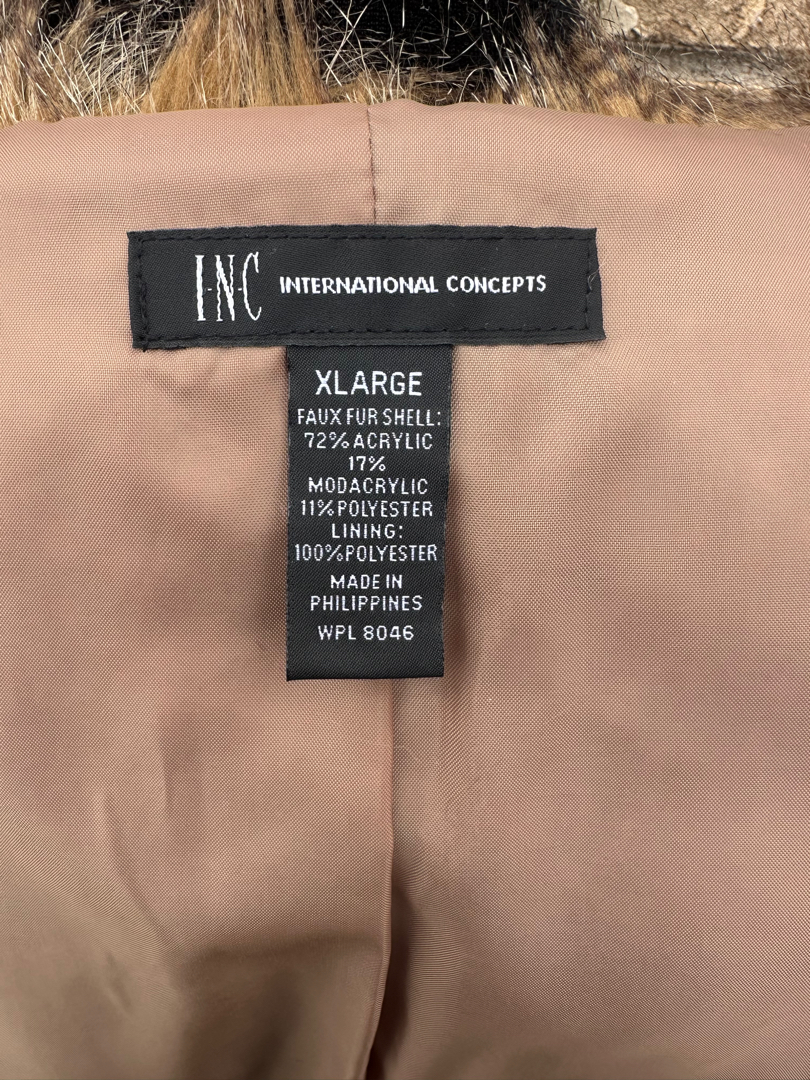 I·N·C INTERNATIONAL CONCEPTS
XLARGE
FAUX FUR SHELL:
72% ACRYLIC
17%
MODACRYLIC
11% POLYESTER
LINING:
100% POLYESTER
MADE IN
PHILIPPINES
WPL 8046